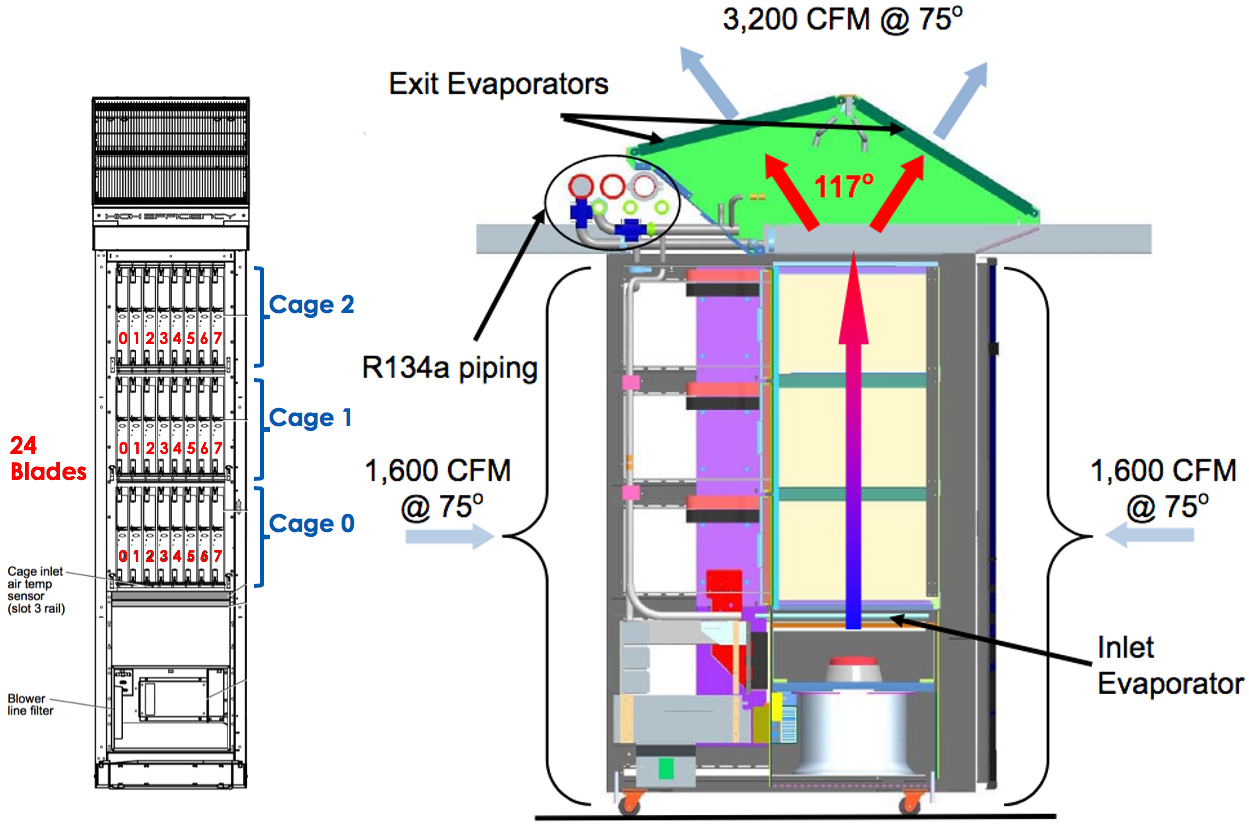 3,200 CFM @ 75°
Exit Evaporators
117°
HIGH EFFICIENCY
R134a piping
Cage 2
0 1 2 3 4 5 6 7
Cage 1
0 1 2 3 4 5 6 7
24
Blades
Cage 0
0 1 2 3 4 5 6 7
1,600 CFM
@ 75°
1,600 CFM
@ 75°
Cage inlet
air temp
sensor
(slot 3 rail)
Inlet
Evaporator
Blower
line filter